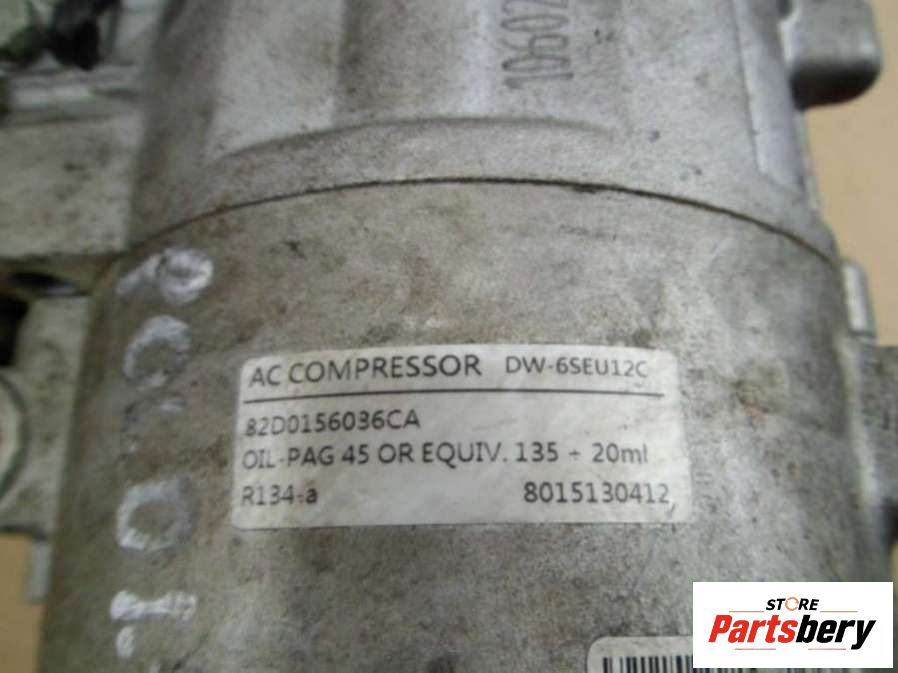 AC COMPRESSOR DW-6SEU12C
82D0156036CA
OIL-PAG 45 OR EQUIV. 135 + 20ml
R134-a 8015130412
STORE
Partsbery